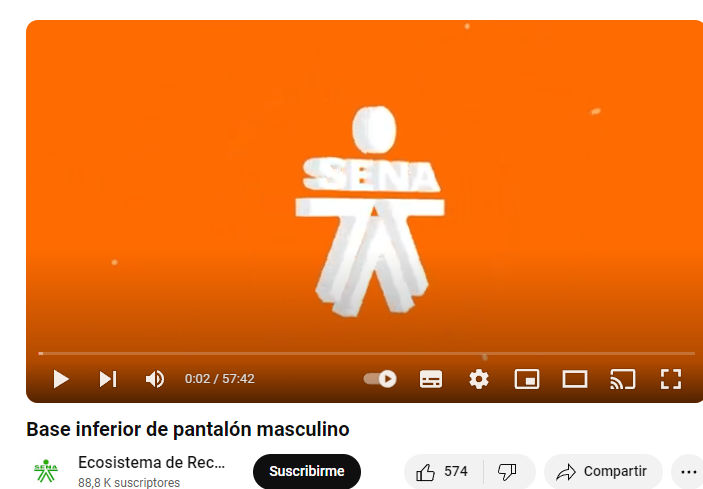 SENA
0:02 / 57:42
Base inferior de pantalón masculino
SENA
Ecosistema de Rec...
88,8 K suscriptores
Suscribirme
574
Compartir